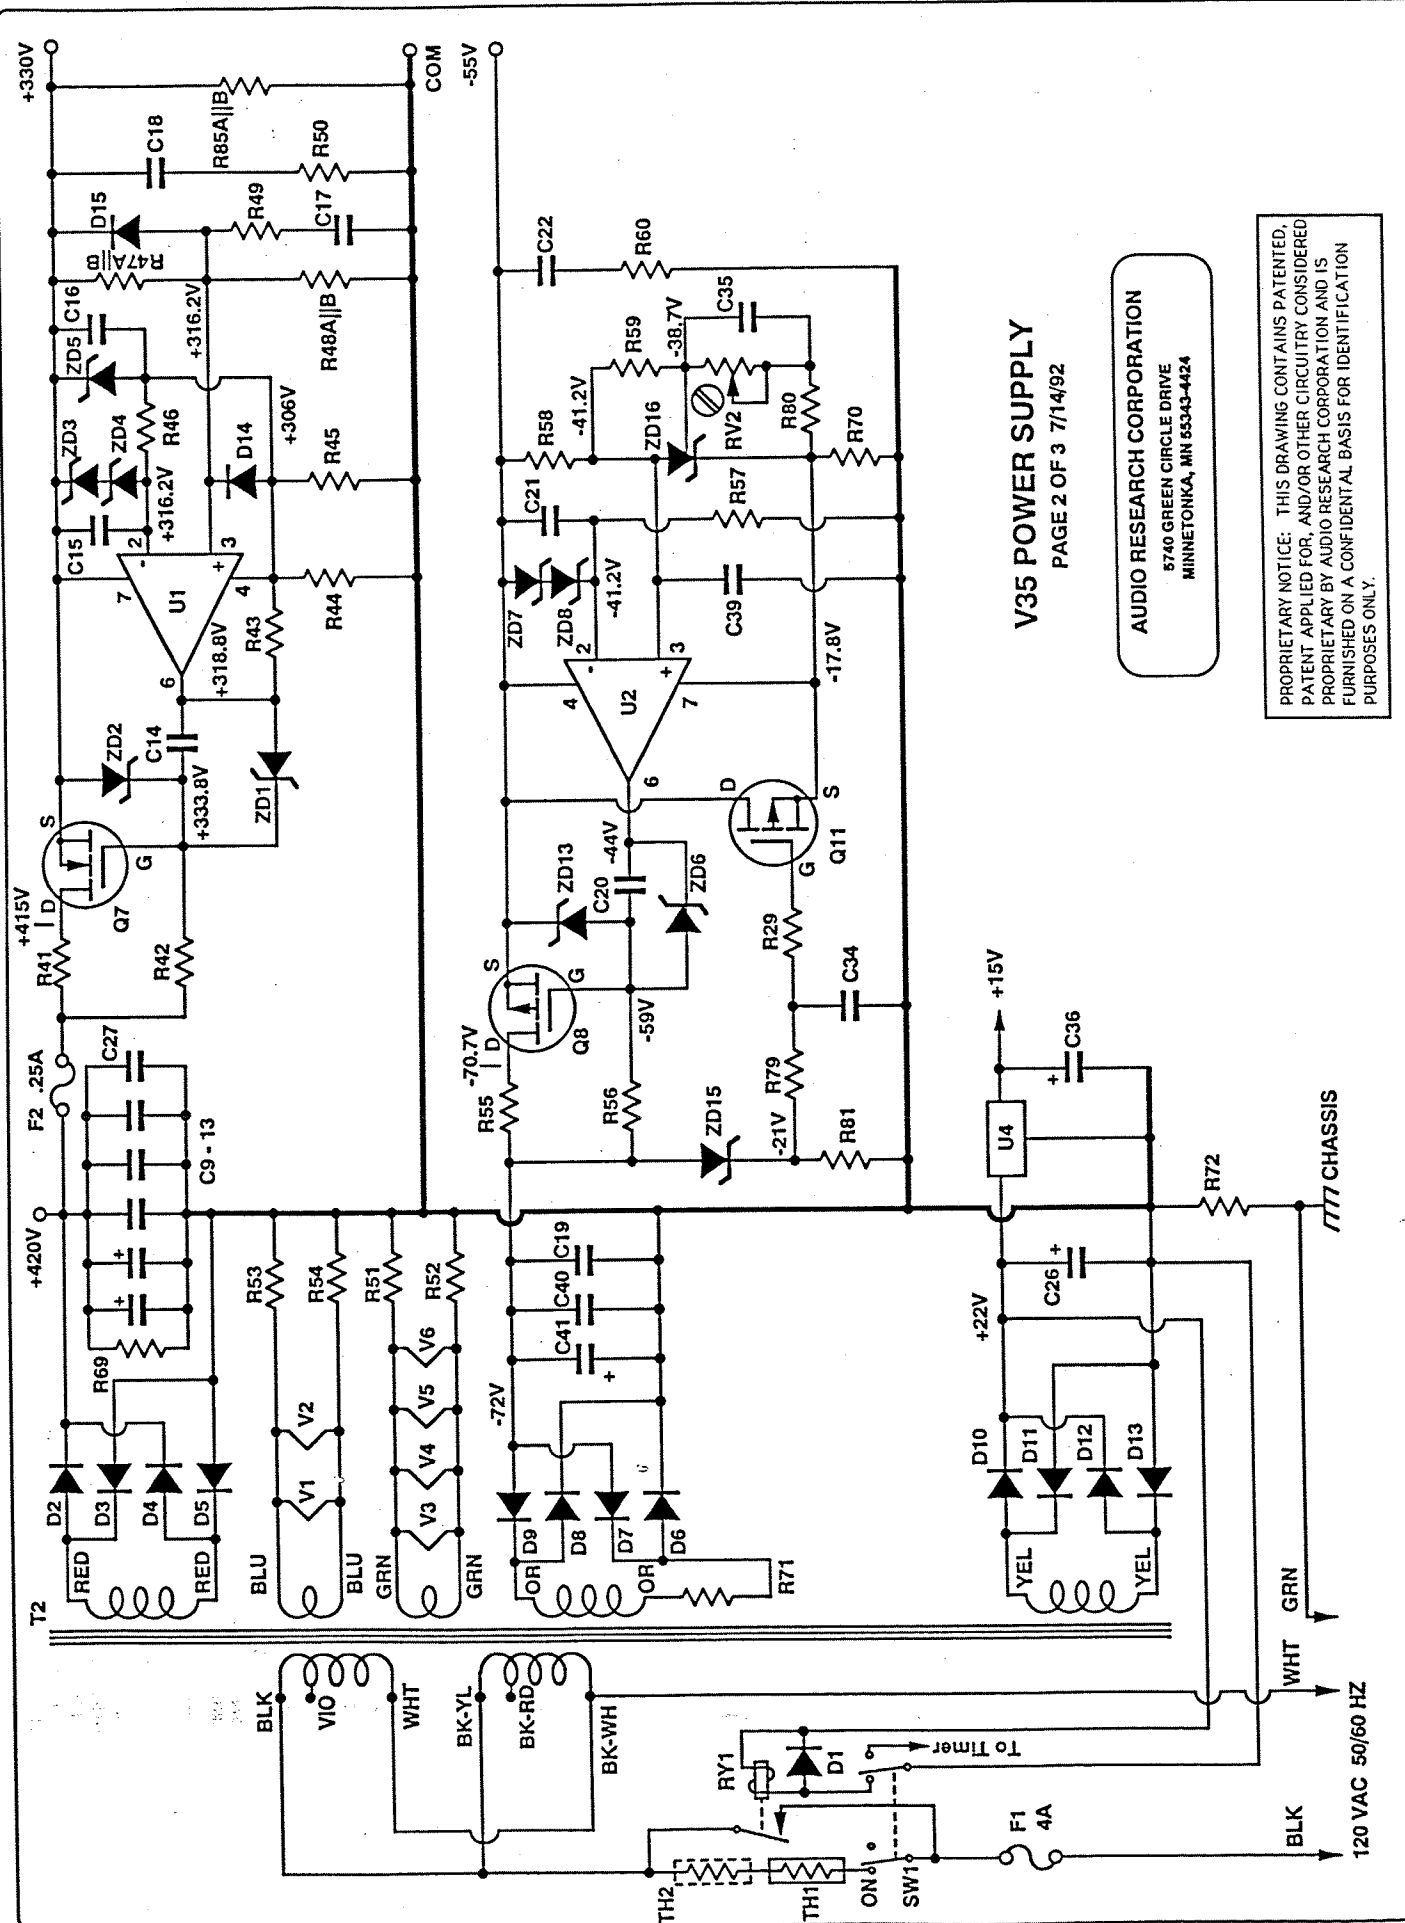 +330V
R85A||B
C18
R50
COM
-55V
D15
R49
C17
R47A||B
+316.2V
R48A||B
C16
ZD5
R46
ZD3
ZD4
D14
+306V
R45
C15
2
+316.2V
-
+
3
7
U1
4
R44
6
+318.8V
R43
ZD2
C14
+333.8V
ZD1
S
G
D
Q7
+415V
R41
R42
F2 .25A
C27
C9 - 13
+420V
+
+
R69
D2
D3
D4
D5
RED
RED
T2
R53
R54
R51
R52
V2
V1
V6
V5
V4
V3
BLU
BLU
GRN
GRN
C22
R60
R59
-38.7V
C35
R58
-41.2V
ZD16
RV2
R80
R70
C21
R57
ZD7
ZD8
-41.2V
C39
2
-
+
3
4
U2
7
-17.8V
6
D
S
G
Q11
-44V
ZD13
C20
ZD6
S
G
D
Q8
-59V
-70.7V
R29
C34
R55
R56
R79
ZD15
-21V
R81
C19
C40
C41
+
-72V
D9
D8
D7
D6
OR
OR
R71
+15V
C36
+
U4
R72
CHASSIS
+22V
C26
+
D10
D11
D12
D13
YEL
YEL
GRN
WHT
BLK
VIO
WHT
BK-YL
BK-RD
BK-WH
RY1
D1
To Timer
TH2
TH1
ON
SW1
F1
4A
BLK
120 VAC 50/60 HZ
V35 POWER SUPPLY
PAGE 2 OF 3 7/14/92
AUDIO RESEARCH CORPORATION
5740 GREEN CIRCLE DRIVE
MINNETONKA, MN 55343-4424
PROPRIETARY NOTICE: THIS DRAWING CONTAINS PATENTED,
PATENT APPLIED FOR, AND/OR OTHER CIRCUITRY CONSIDERED
PROPRIETARY BY AUDIO RESEARCH CORPORATION AND IS
FURNISHED ON A CONFIDENTAL BASIS FOR IDENTIFICATION
PURPOSES ONLY.